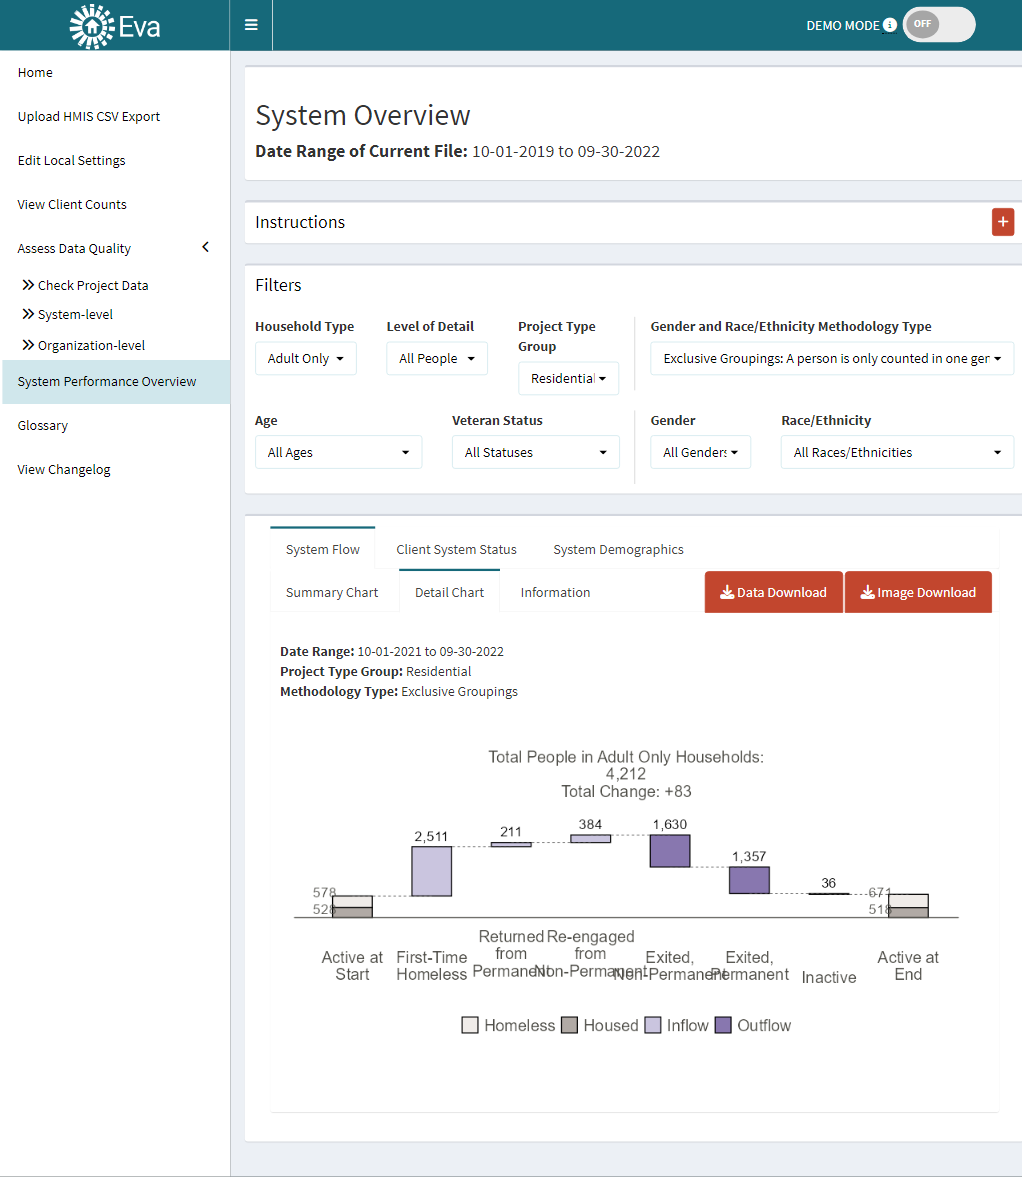 Eva
DEMO MODE
OFF
Home
Upload HMIS CSV Export
Edit Local Settings
View Client Counts
Assess Data Quality
Check Project Data
System-level
Organization-level
System Performance Overview
Glossary
View Changelog
System Overview
Date Range of Current File: 10-01-2019 to 09-30-2022
Instructions
+
Filters
Household Type
Adult Only
Level of Detail
All People
Project Type
Group
Residential
Gender and Race/Ethnicity Methodology Type
Exclusive Groupings: A person is only counted in one ger
Age
All Ages
Veteran Status
All Statuses
Gender
All Genders
Race/Ethnicity
All Races/Ethnicities
System Flow Client System Status System Demographics
Summary Chart Detail Chart Information
Data Download Image Download
Date Range: 10-01-2021 to 09-30-2022
Project Type Group: Residential
Methodology Type: Exclusive Groupings
Total People in Adult Only Households:
4,212
Total Change: +83
578
528
2,511
211
384
1,630
1,357
36
671
518
Active at
Start
First-Time
Homeless
Returned
from
Permanent
Re-engaged
from
Non-Permanent
Exited,
Non-Permanent
Exited,
Permanent
Inactive
Active at
End
Homeless Housed Inflow Outflow